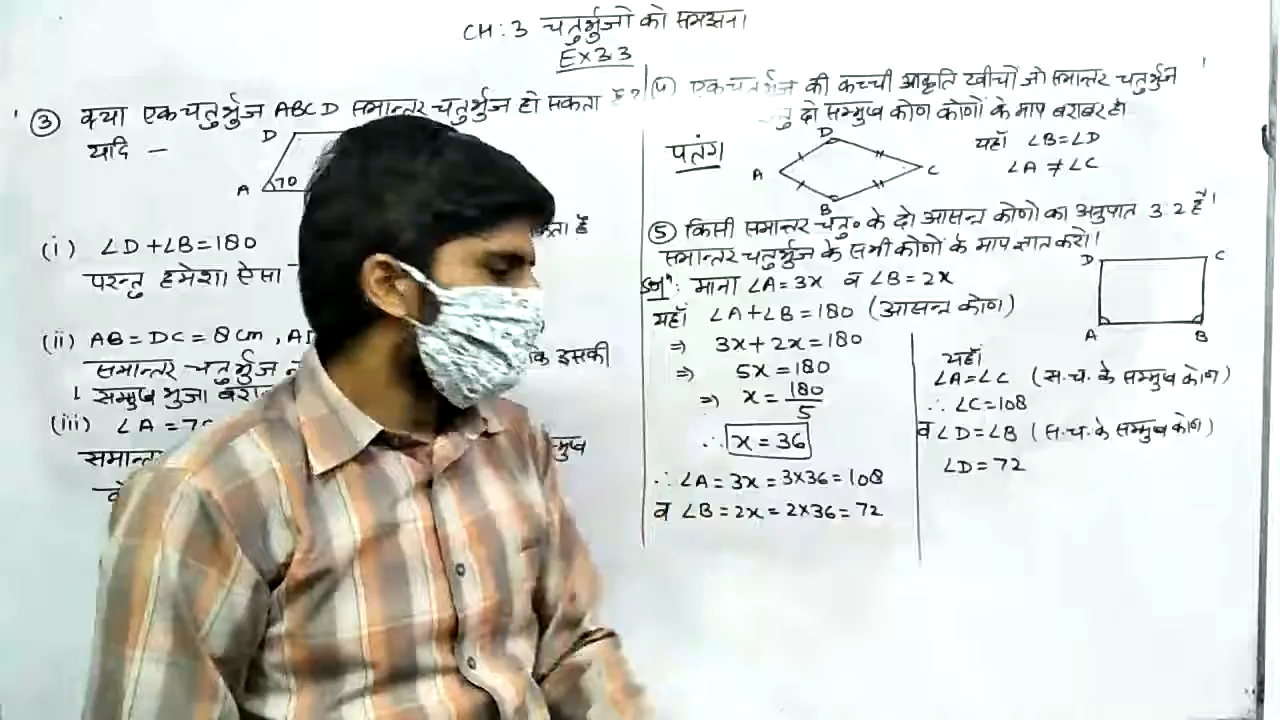 CH : 3 चतुर्भुजो को समझना
Ex 3.3
③ क्या एक चतुर्भुज ABCD समान्तर चतुर्भुज हो सकता है?
यदि —
D
A 70
(i) ∠D+∠B=180
परन्तु हमेशा ऐसा
सकता है
(ii) AB = DC = 8 cm , A
समान्तर चतुर्भुज
इसकी
सम्मुख भुजा
(iii) ∠A = 7
समान्त
(4) एक चतुर्भुज की कच्ची आकृति खींचों जो समान्तर चतुर्भुज
दो सम्मुख कोण कोणों के माप बराबर हो
पतंग
D
A
C
B
यहाँ ∠B=∠D
∠A ≠∠C
⑤ किसी समान्तर चतु० के दो आसन्न कोणो का अनुपात 3:2 है।
समान्तर चतुर्भुज के सभी कोणों के माप ज्ञात करो।
हलः माना ∠A=3x व ∠B=2x
यहाँ ∠A+∠B=180 (आसन्न कोण)
⇒ 3x+2x=180
⇒ 5x=180
⇒ x=180/5
∴ x=36
∴ ∠A=3x=3×36=108
व ∠B=2x=2×36=72
D
C
A
B
यहाँ
∠A=∠C (स.च. के सम्मुख कोण)
∴ ∠C=108
व ∠D=∠B (स.च. के सम्मुख कोण)
∠D=72